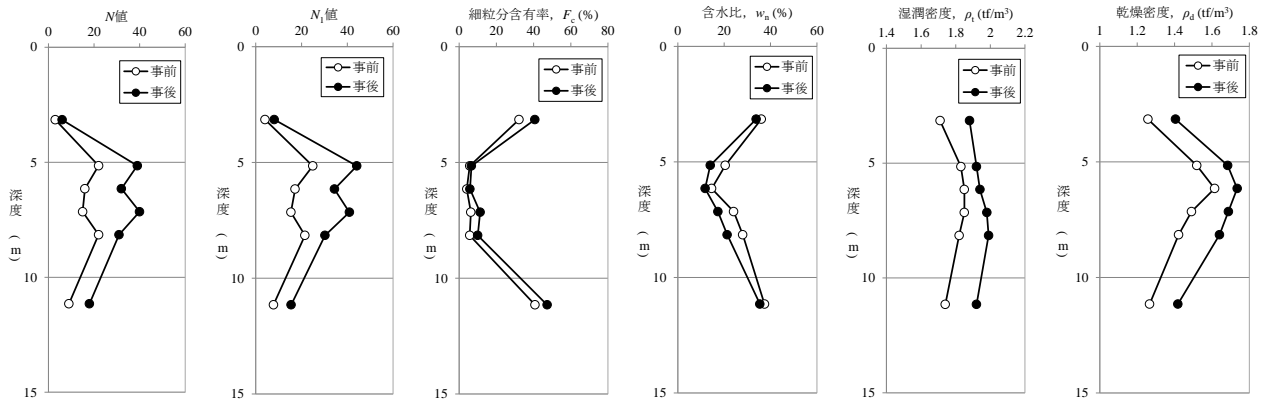 N値
0 20 40 60
0
5
10
15
深度 (m)
事前
事後
N1値
0 20 40 60
0
5
10
15
深度 (m)
事前
事後
細粒分含有率，Fc (%)
0 20 40 60 80
0
5
10
15
深度 (m)
事前
事後
含水比，wn (%)
0 20 40 60
0
5
10
15
深度 (m)
事前
事後
湿潤密度，ρt (tf/m³)
1.4 1.6 1.8 2 2.2
0
5
10
15
深度 (m)
事前
事後
乾燥密度，ρd (tf/m³)
1 1.2 1.4 1.6 1.8
0
5
10
15
深度 (m)
事前
事後